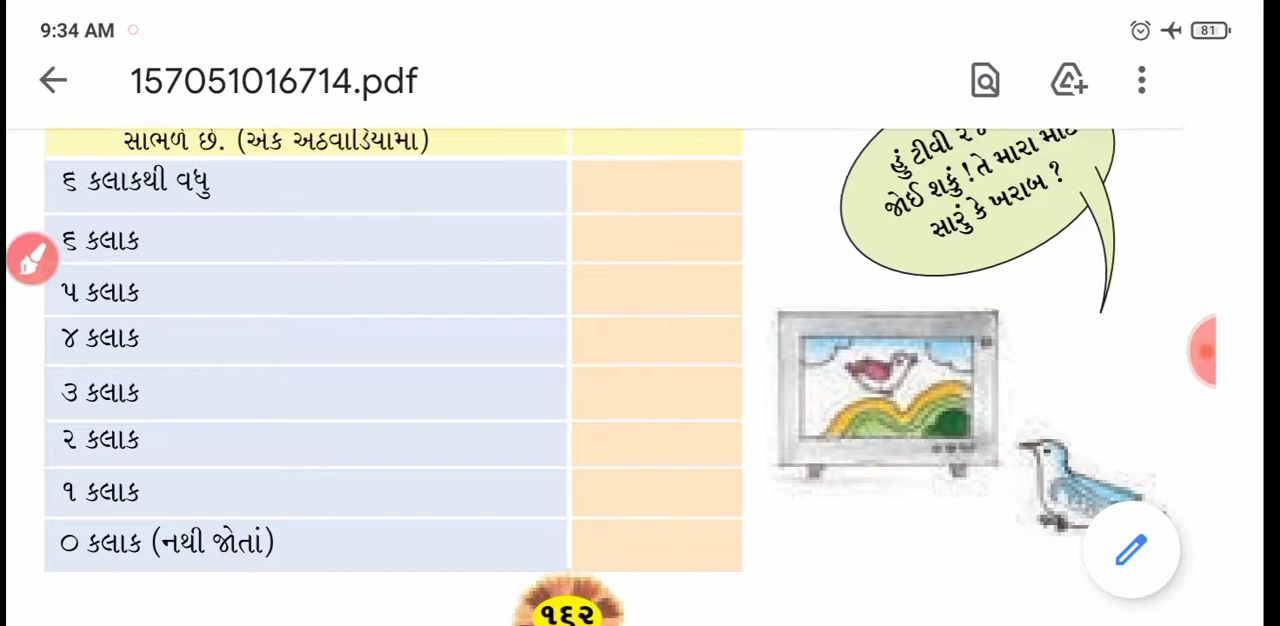 9:34 AM
81
157051016714.pdf
સાંભળે છે. (એક અઠવાડિયામાં)
૬ કલાકથી વધુ
૬ કલાક
૫ કલાક
૪ કલાક
૩ કલાક
૨ કલાક
૧ કલાક
૦ કલાક (નથી જોતાં)
હું ટીવી
જોઈ શકું ! તે મારા માટે
સારું કે ખરાબ ?
૧૬૨